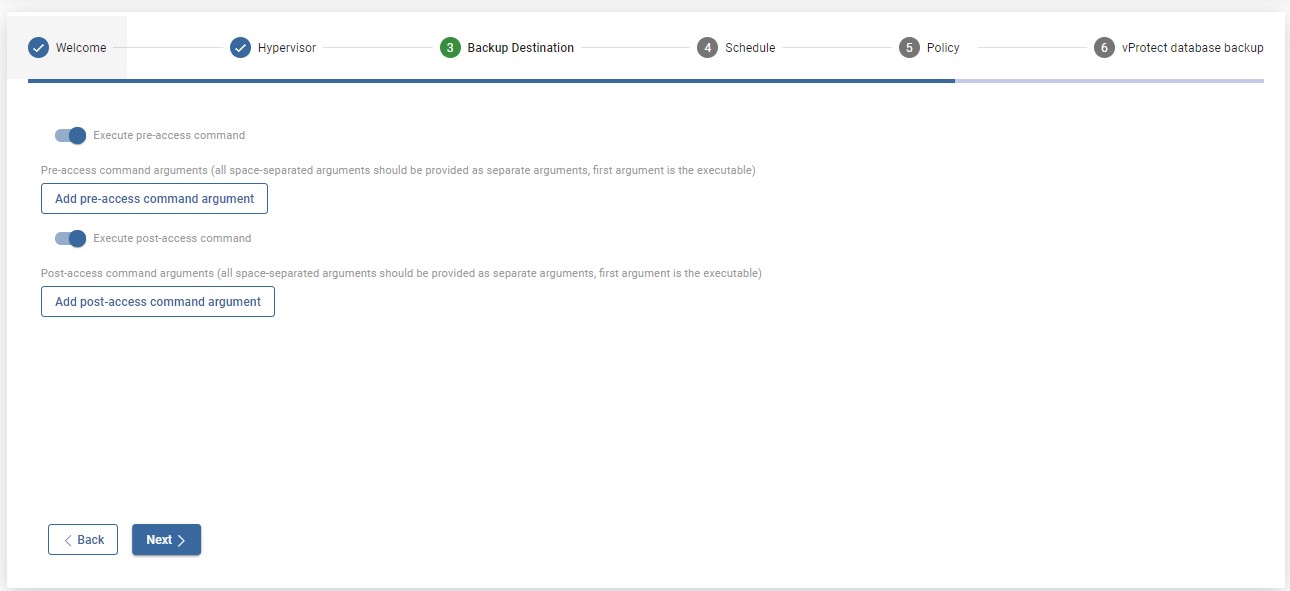 Welcome
Hypervisor
3 Backup Destination
4 Schedule
5 Policy
6 vProtect database backup
Execute pre-access command
Pre-access command arguments (all space-separated arguments should be provided as separate arguments, first argument is the executable)
Add pre-access command argument
Execute post-access command
Post-access command arguments (all space-separated arguments should be provided as separate arguments, first argument is the executable)
Add post-access command argument
Back
Next